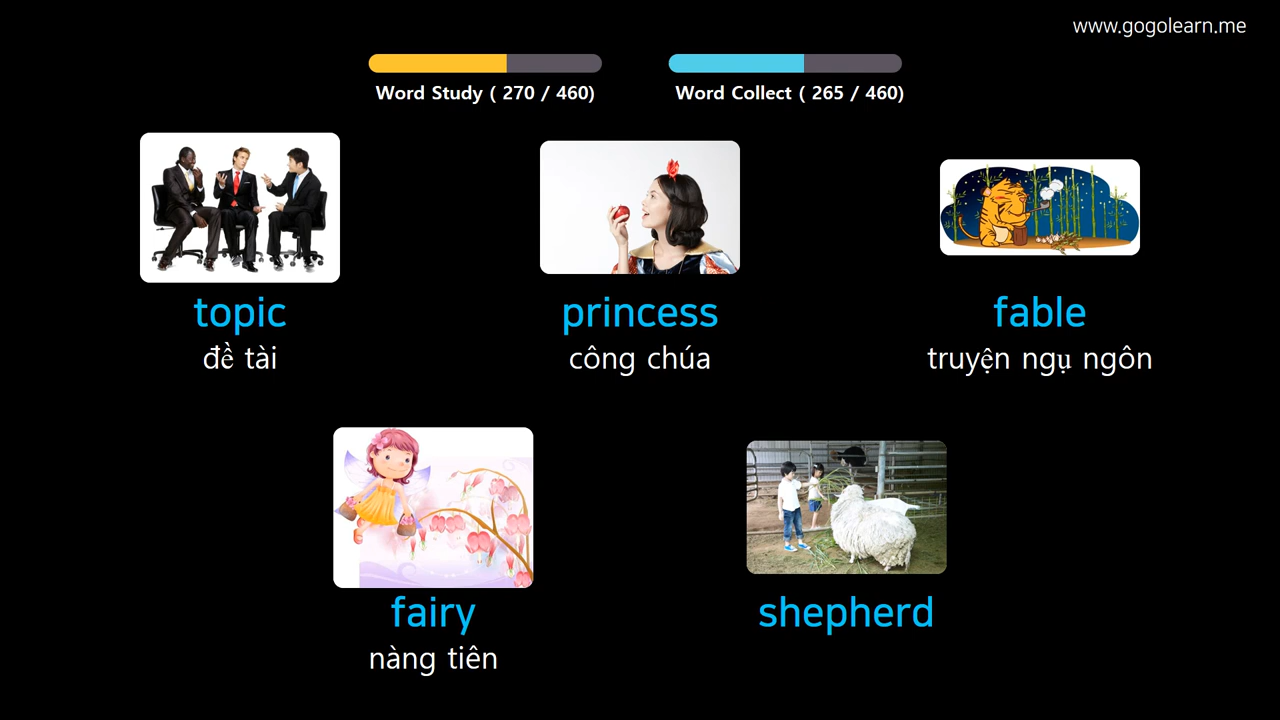 www.gogolearn.me
Word Study ( 270 / 460)
Word Collect ( 265 / 460)
topic
đề tài
princess
công chúa
fable
truyện ngụ ngôn
fairy
nàng tiên
shepherd